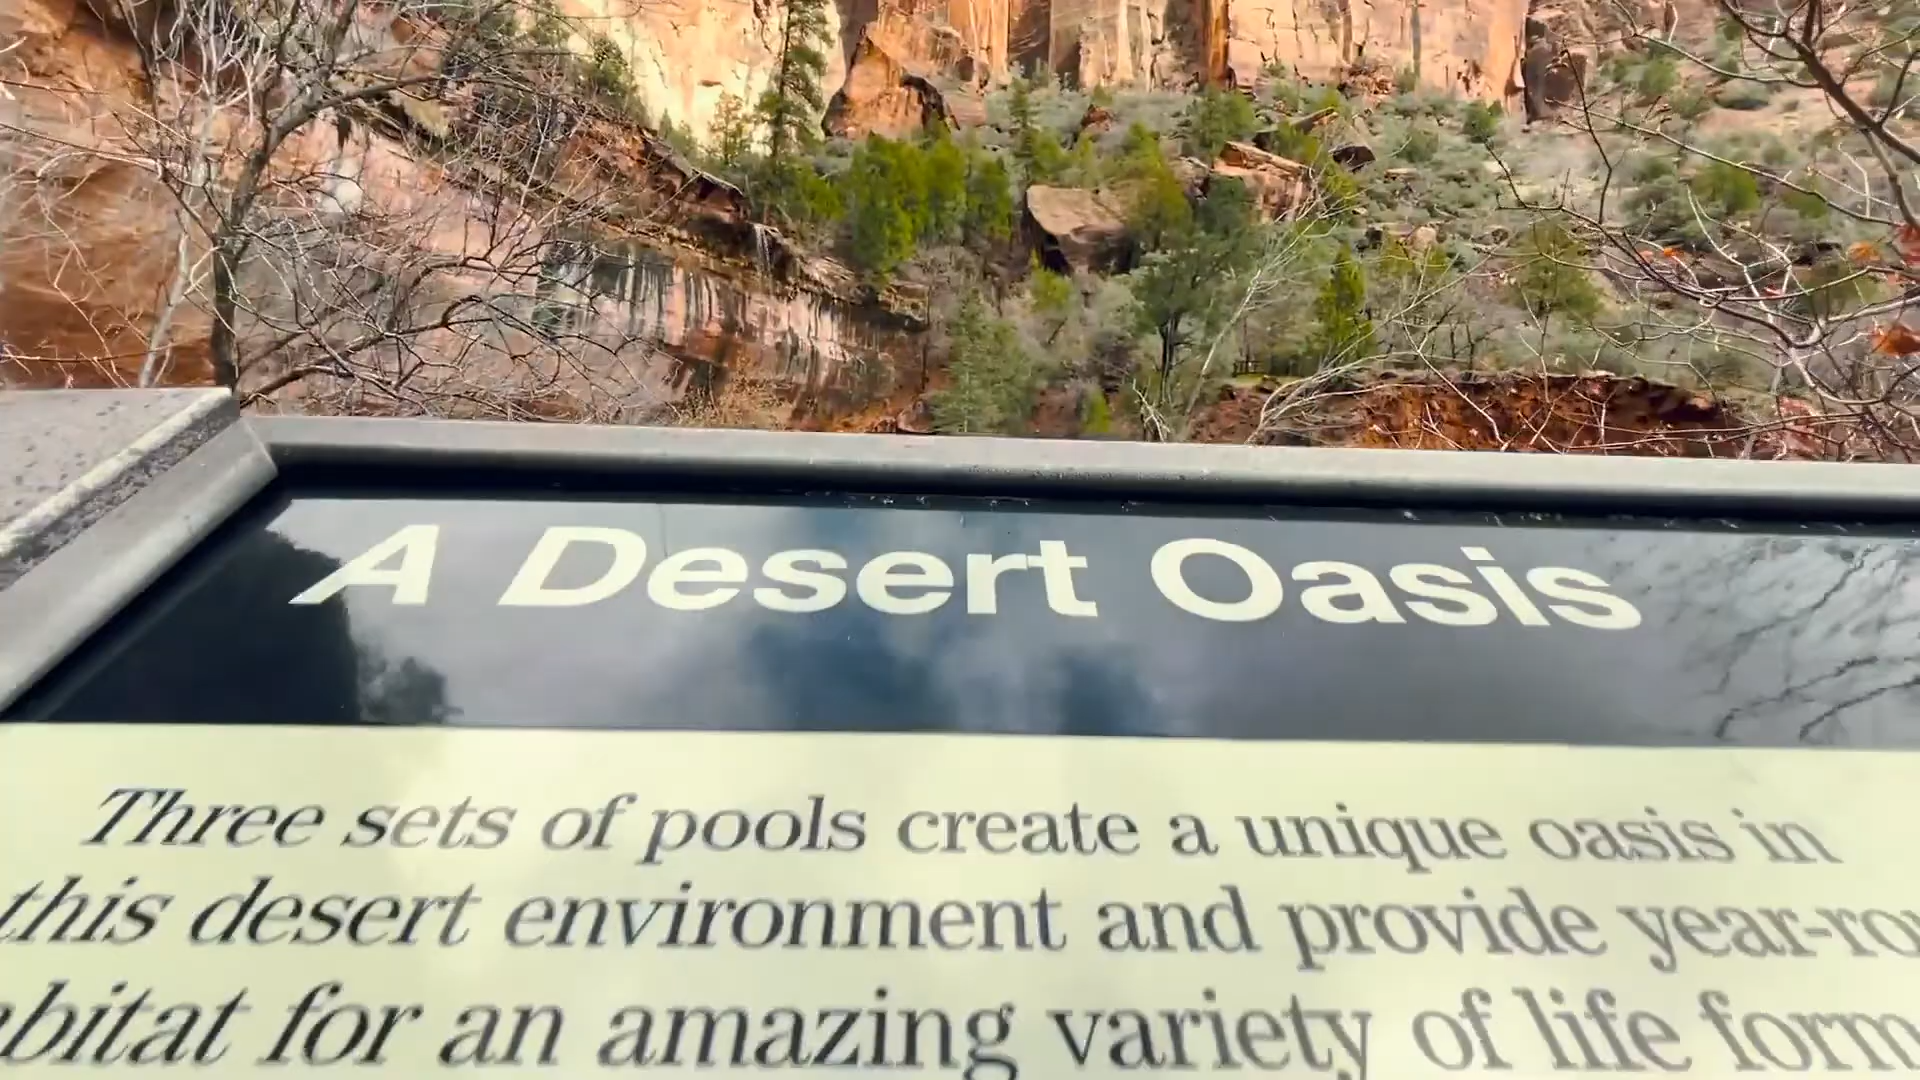 A Desert Oasis
Three sets of pools create a unique oasis in
this desert environment and provide
for an amazing variety of life